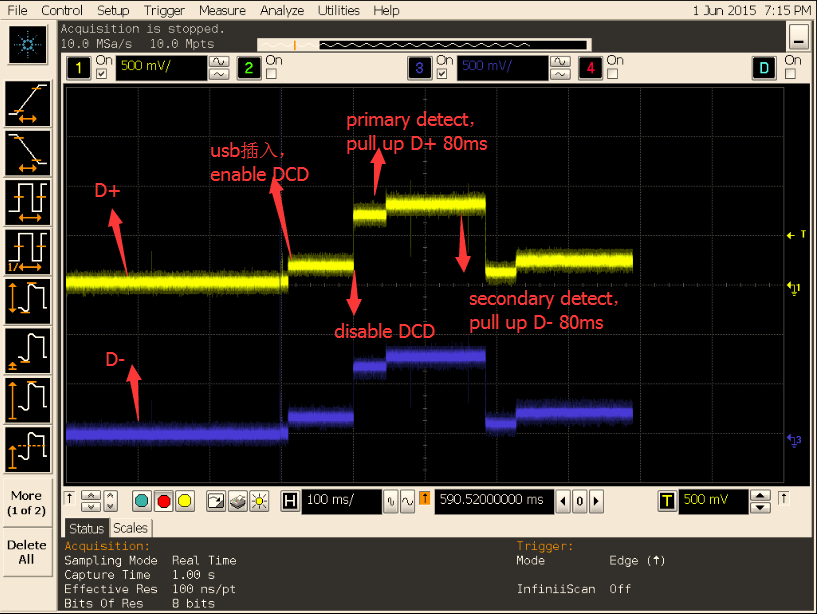 File Control Setup Trigger Measure Analyze Utilities Help 1 Jun 2015 7:15 PM
Acquisition is stopped.
10.0 MSa/s 10.0 Mpts
1 On 500 mV/ 2 On 3 On 500 mV/ 4 On D On
primary detect,
pull up D+ 80ms
usb插入,
enable DCD
D+
T
1
secondary detect,
pull up D- 80ms
disable DCD
D-
3
1/
More
(1 of 2)
Delete
All
H 100 ms/ 590.52000000 ms 0 T 500 mV
Status Scales
Acquisition:
Sampling Mode Real Time
Capture Time 1.00 s
Effective Res 100 ns/pt
Bits Of Res 8 bits
Trigger:
Mode Edge (↑)
InfiniiScan Off